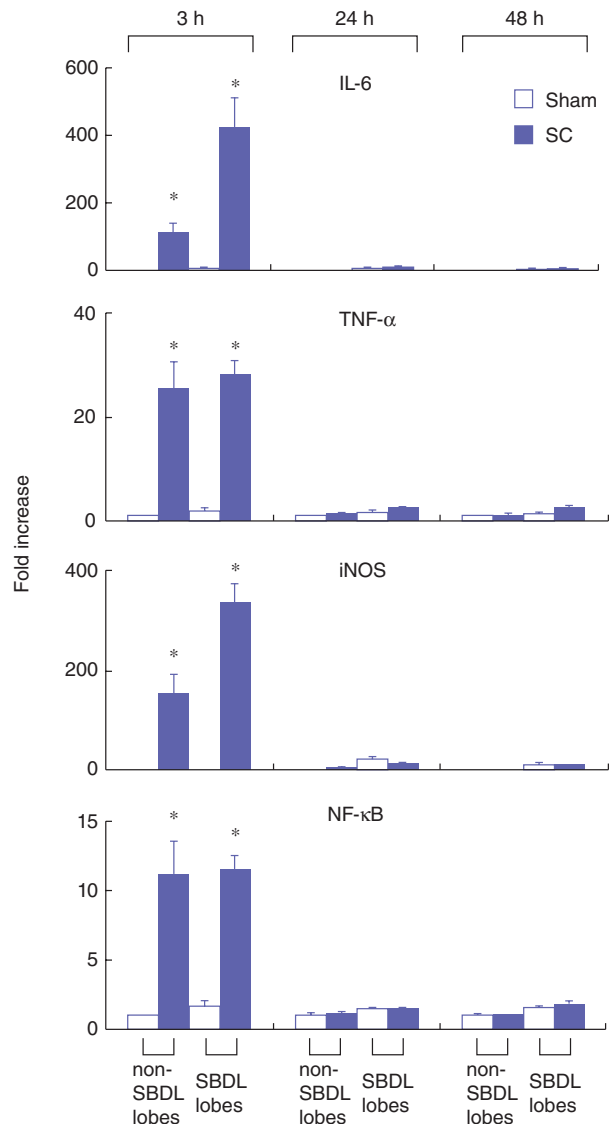 3 h 24 h 48 h
600
400
200
0
IL-6
Sham
SC
* *
40
20
0
TNF-α
* *
Fold increase
400
200
0
iNOS
* *
15
10
5
0
NF-κB
* *
non-
SBDL
lobes
SBDL
lobes
non-
SBDL
lobes
SBDL
lobes
non-
SBDL
lobes
SBDL
lobes